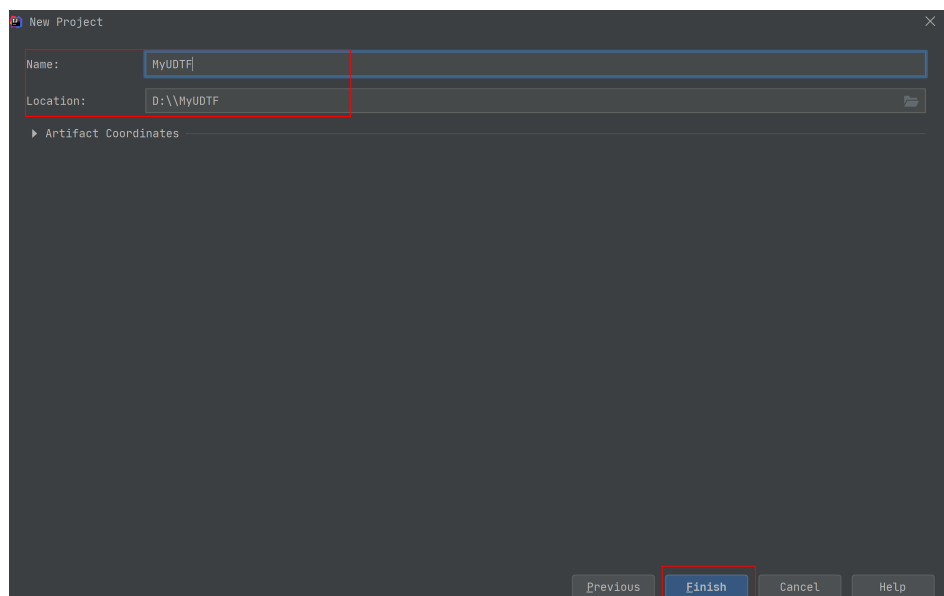 New Project
Name: MyUDTF
Location: D:\\MyUDTF
Artifact Coordinates
Previous Finish Cancel Help